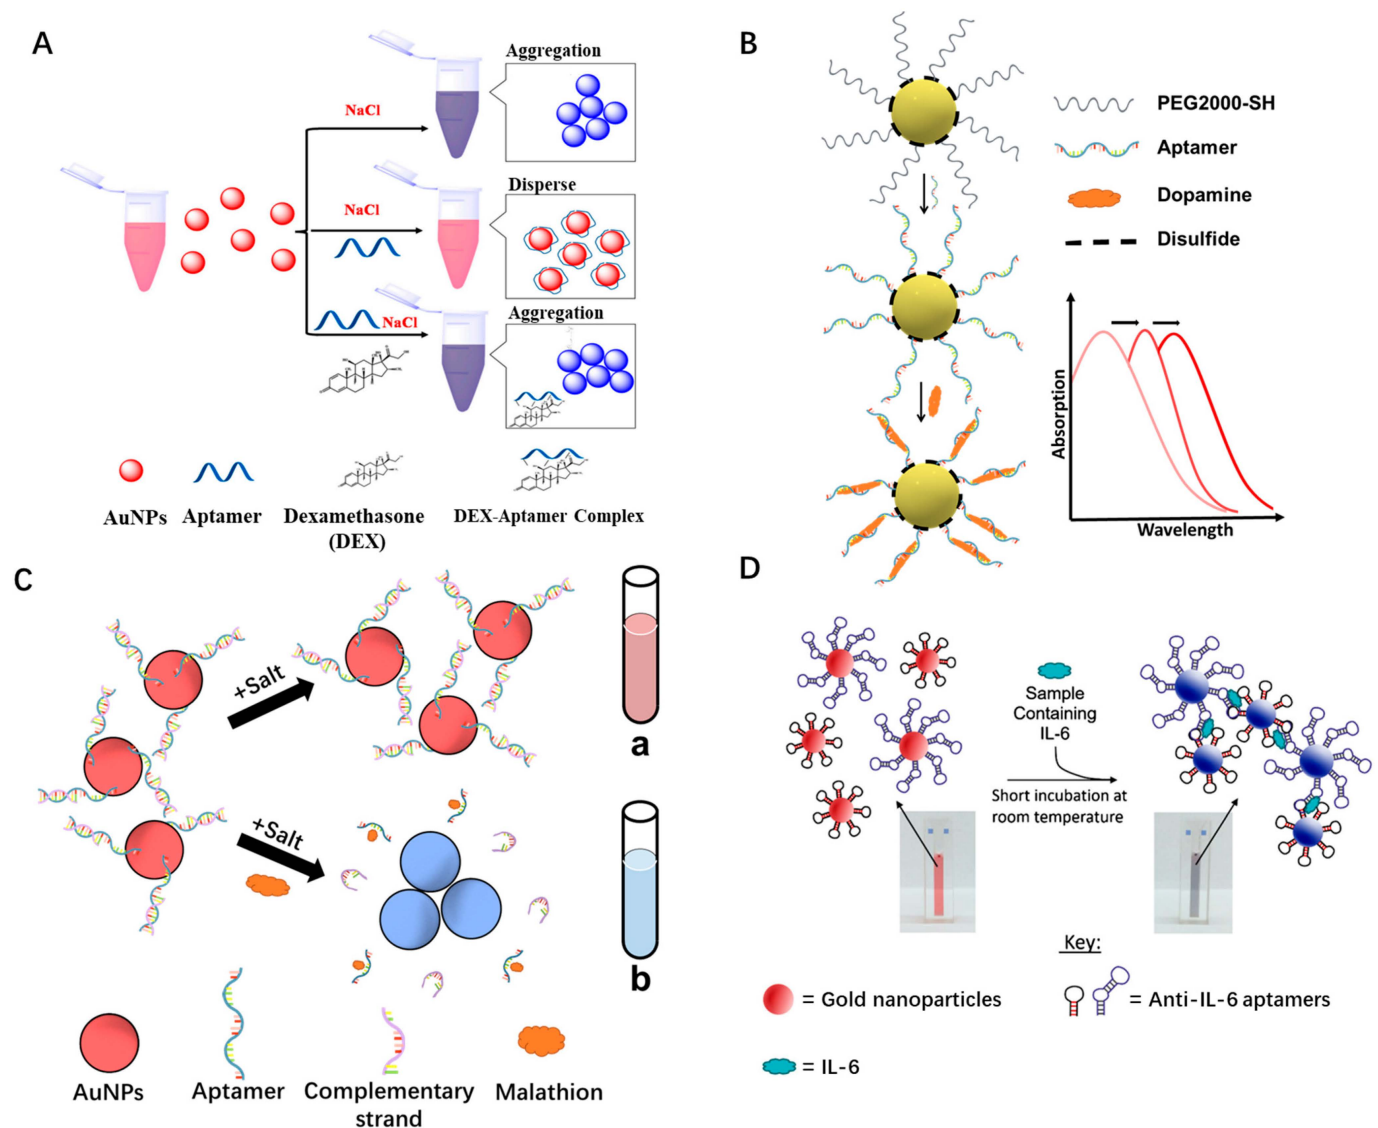 A
Aggregation
NaCl
Disperse
NaCl
Aggregation
NaCl
AuNPs
Aptamer
Dexamethasone
(DEX)
DEX-Aptamer Complex
B
PEG2000-SH
Aptamer
Dopamine
Disulfide
Absorption
Wavelength
C
+Salt
a
+Salt
b
AuNPs
Aptamer
Complementary
strand
Malathion
D
Sample
Containing
IL-6
Short incubation at
room temperature
Key:
= Gold nanoparticles
= Anti-IL-6 aptamers
= IL-6